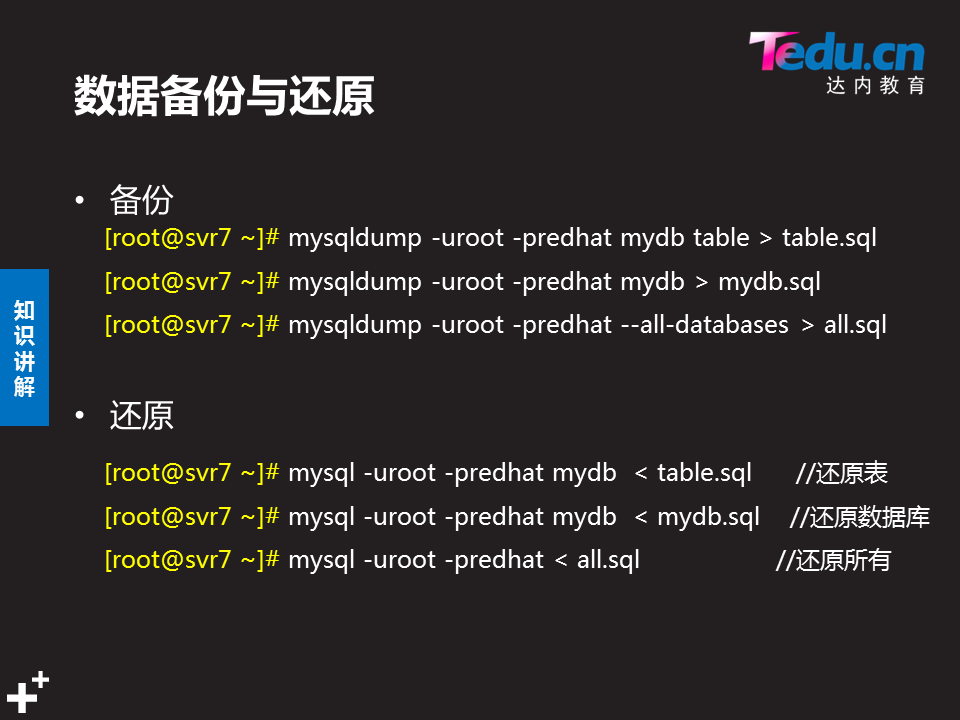 Tedu.cn
达内教育
数据备份与还原
• 备份
[root@svr7 ~]# mysqldump -uroot -predhat mydb table > table.sql
[root@svr7 ~]# mysqldump -uroot -predhat mydb > mydb.sql
[root@svr7 ~]# mysqldump -uroot -predhat --all-databases > all.sql
知识讲解
• 还原
[root@svr7 ~]# mysql -uroot -predhat mydb < table.sql //还原表
[root@svr7 ~]# mysql -uroot -predhat mydb < mydb.sql //还原数据库
[root@svr7 ~]# mysql -uroot -predhat < all.sql //还原所有